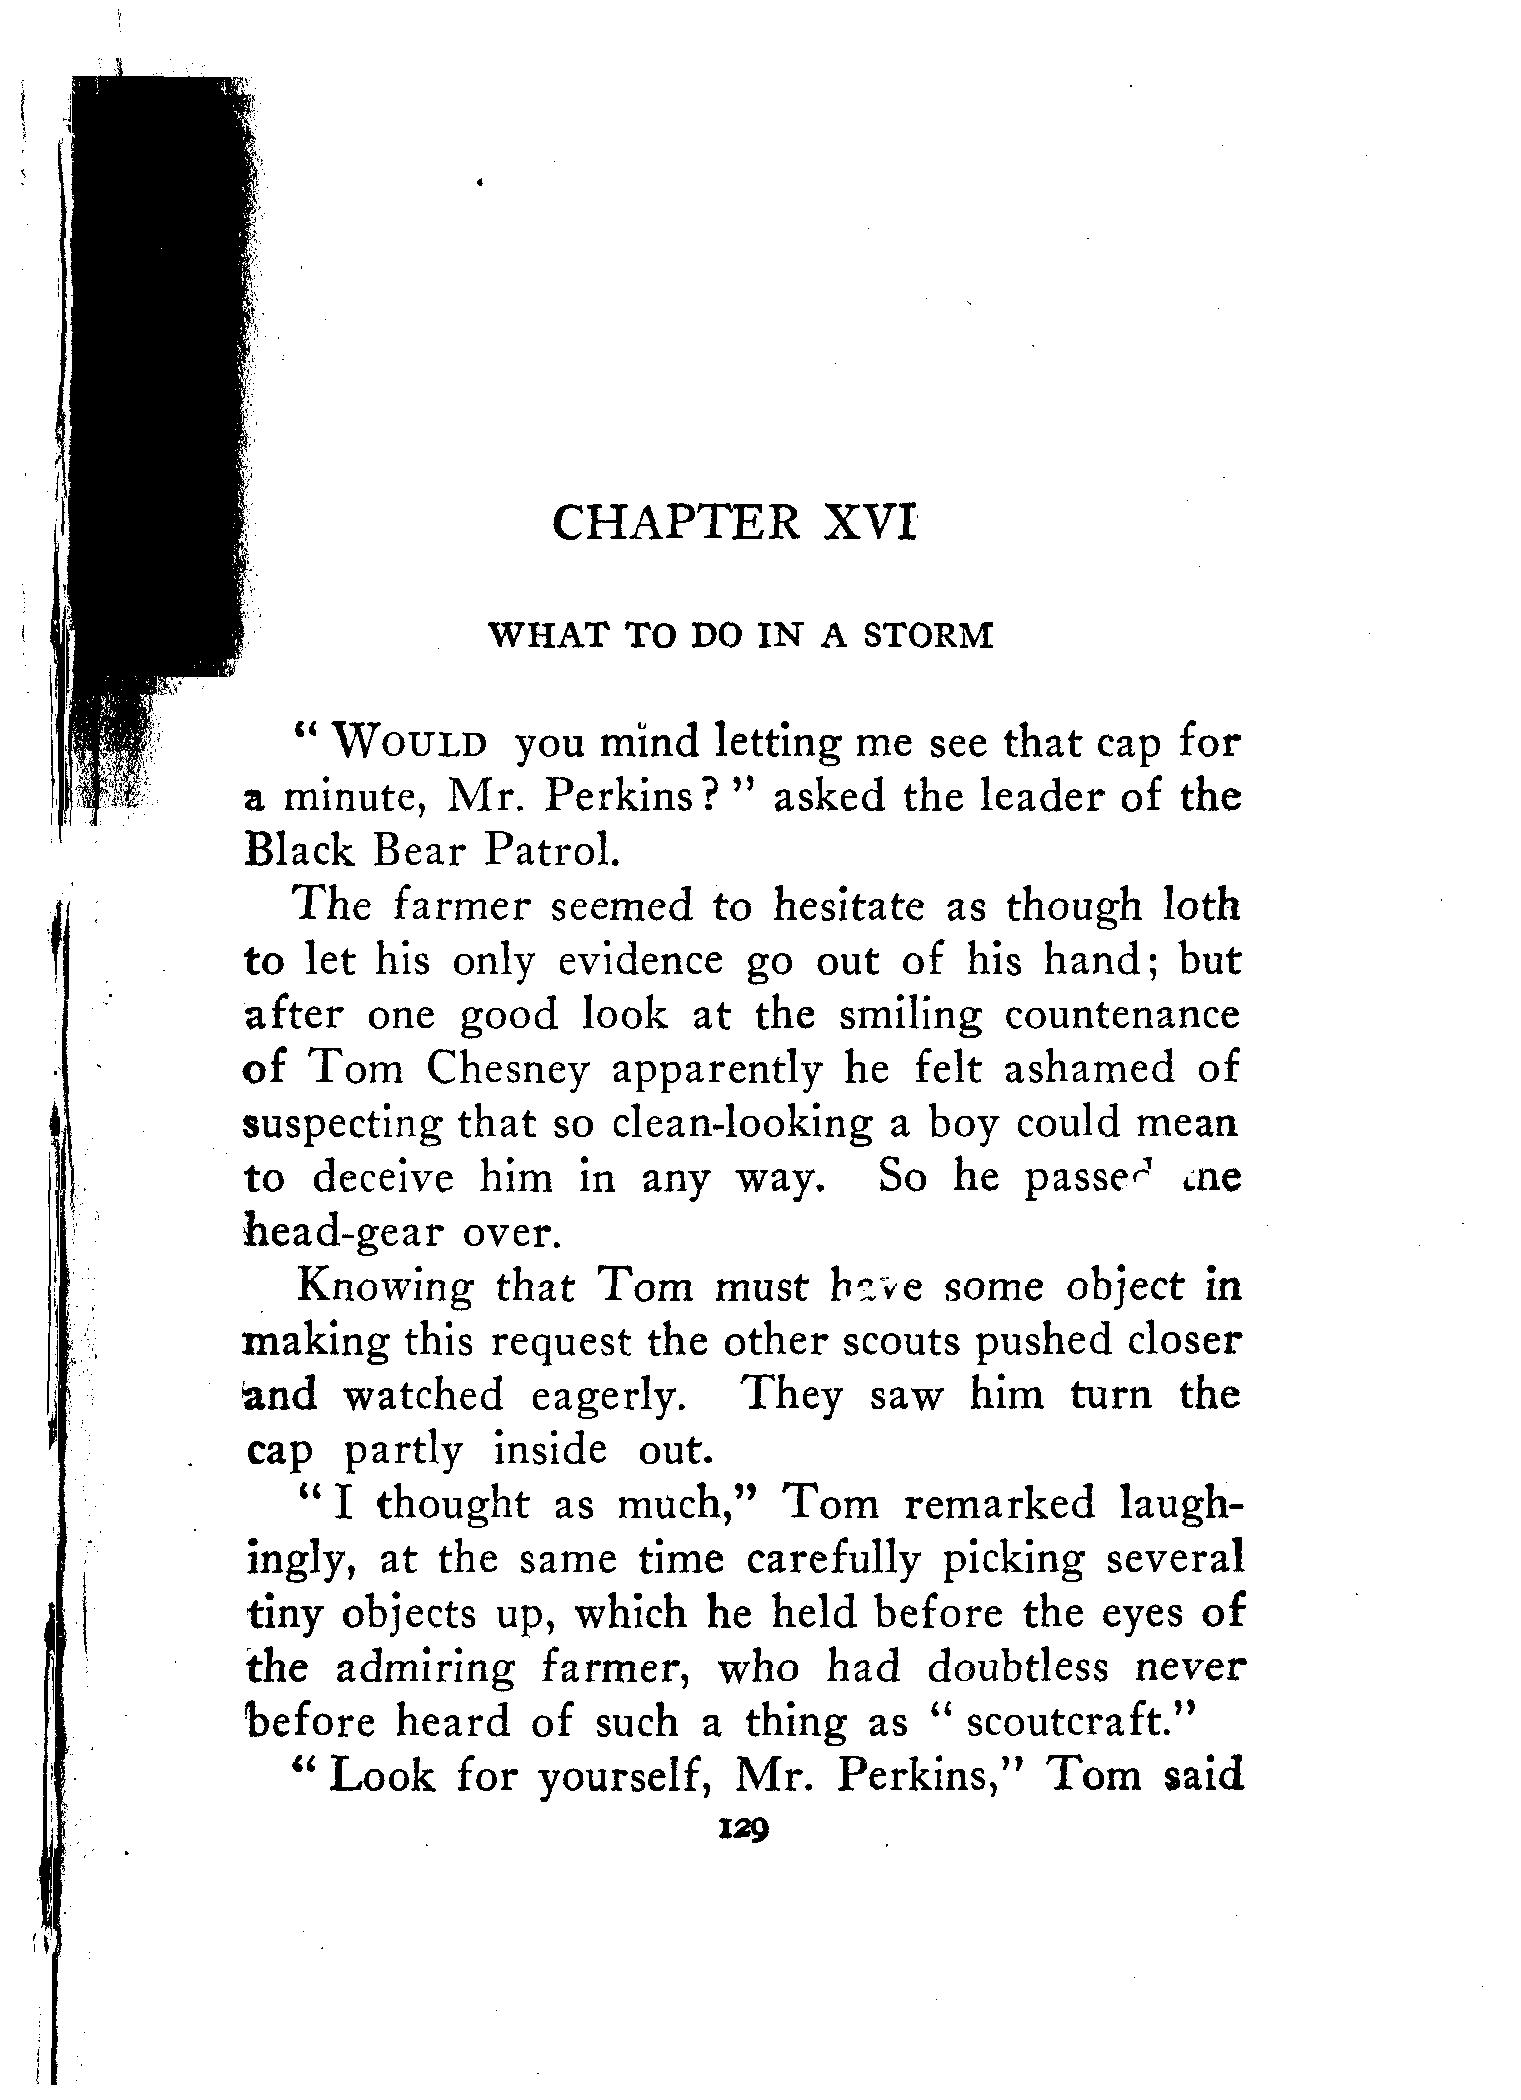 CHAPTER XVI
WHAT TO DO IN A STORM
" WOULD you mind letting me see that cap for
a minute, Mr. Perkins? " asked the leader of the
Black Bear Patrol.
The farmer seemed to hesitate as though loth
to let his only evidence go out of his hand; but
after one good look at the smiling countenance
of Tom Chesney apparently he felt ashamed of
suspecting that so clean-looking a boy could mean
to deceive him in any way. So he passed the
head-gear over.
Knowing that Tom must have some object in
making this request the other scouts pushed closer
and watched eagerly. They saw him turn the
cap partly inside out.
" I thought as much," Tom remarked laugh-
ingly, at the same time carefully picking several
tiny objects up, which he held before the eyes of
the admiring farmer, who had doubtless never
before heard of such a thing as " scoutcraft."
" Look for yourself, Mr. Perkins," Tom said
129